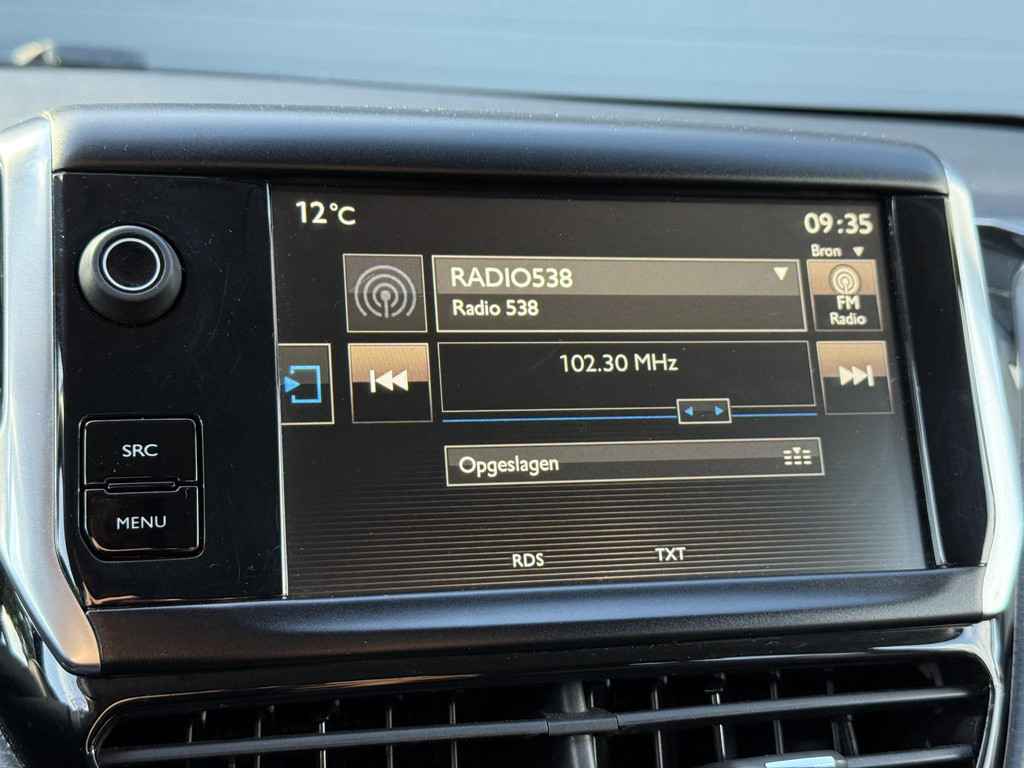 12°C
09:35
Bron
RADIO538
Radio 538
FM
Radio
102.30 MHz
SRC
Opgeslagen
MENU
RDS
TXT